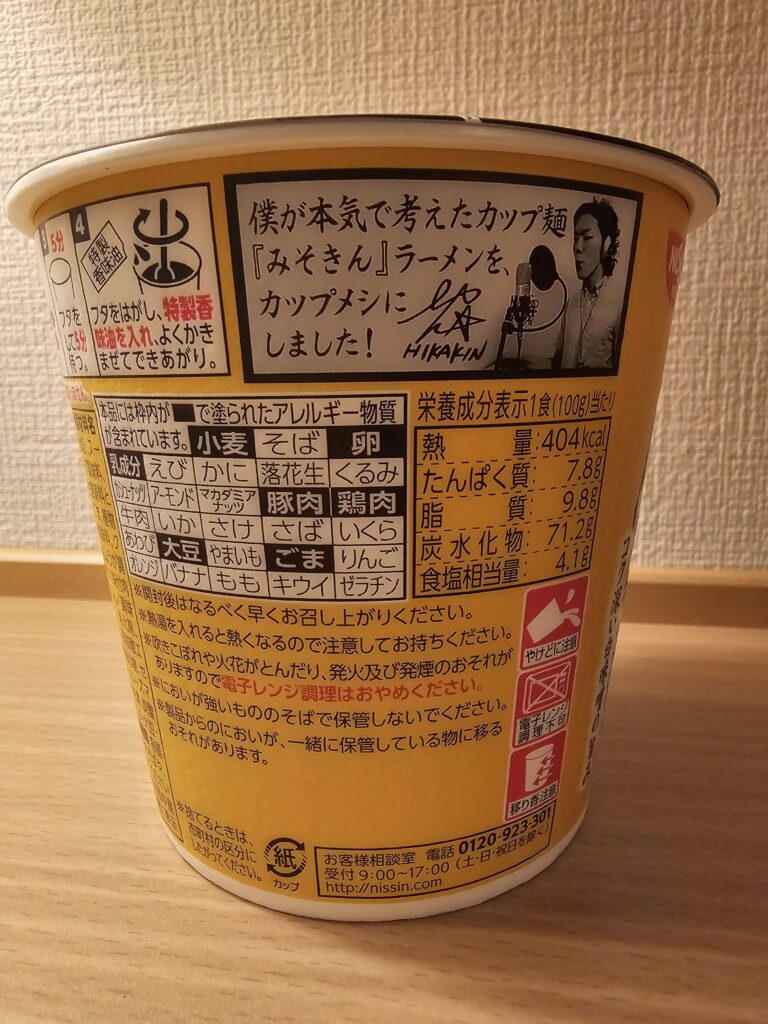 5分
フタを
して5分
待つ。
4
特製
香味油
フタをはがし、特製香
味油を入れ、よくかき
まぜてできあがり。
僕が本気で考えたカップ麺
『みそきん』ラーメンを、
カップメシに
しました!
HIKAKIN
本品には枠内が■で塗られたアレルギー物質
が含まれています。 小麦 そば 卵
乳成分 えび かに 落花生 くるみ
カシューナッツ アーモンド マカダミアナッツ 豚肉 鶏肉
牛肉 いか さけ さば いくら
あわび 大豆 やまいも ごま りんご
オレンジ バナナ もも キウイ ゼラチン
栄養成分表示1食(100g)当たり
熱量:404kcal
たんぱく質: 7.8g
脂質: 9.8g
炭水化物: 71.2g
食塩相当量: 4.1g
※開封後はなるべく早くお召し上がりください。
※熱湯を入れると熱くなるので注意してお持ちください。
※吹きこぼれや火花がとんだり、発火及び発煙のおそれが
ありますので電子レンジ調理はおやめください。
※においが強いもののそばで保管しないでください。
※製品からのにおいが、一緒に保管している物に移る
おそれがあります。
やけどに注意
電子レンジ
調理不可
移り香注意
※捨てるときは、
市町村の区分に
したがってください。
紙
カップ
お客様相談室 電話 0120-923-301
受付 9:00~17:00 (土・日・祝日を除く)
http://nissin.com